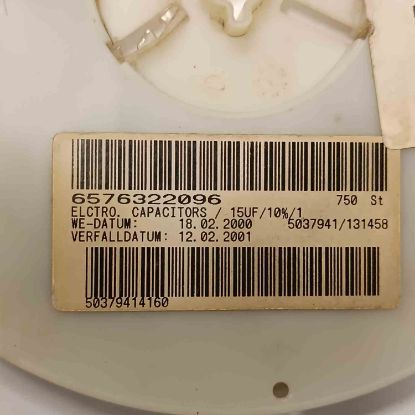 6576322096 750 St
ELCTRO. CAPACITORS / 15UF/10%/1
WE-DATUM: 18.02.2000 5037941/131458
VERFALLDATUM: 12.02.2001
50379414160